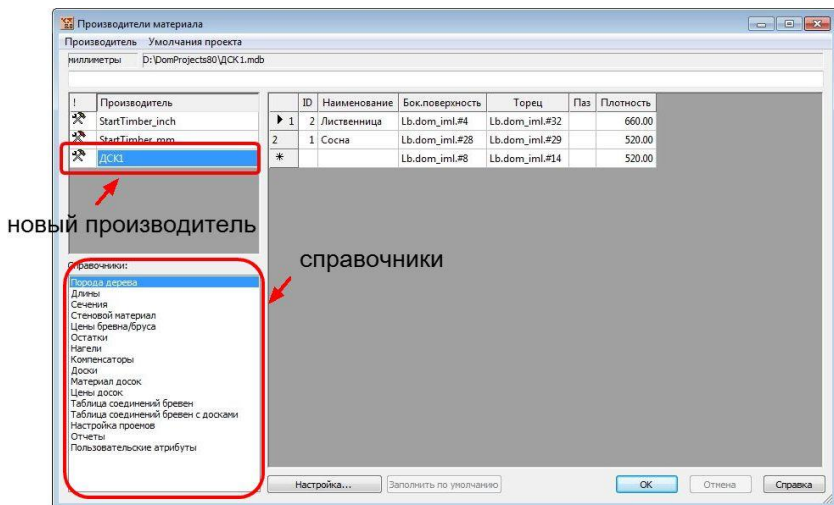 Производители материала
Производитель Умолчания проекта
миллиметры D:\DomProjects80\ДСК1.mdb
! Производитель
StartTimber_inch
StartTimber_mm
ДСК1
ID Наименование Бок.поверхность Торец Паз Плотность
1 2 Лиственница Lb.dom_iml.#4 Lb.dom_iml.#32 660.00
2 1 Сосна Lb.dom_iml.#28 Lb.dom_iml.#29 520.00
* Lb.dom_iml.#8 Lb.dom_iml.#14 520.00
новый производитель
справочники
Справочники:
Порода дерева
Длины
Сечения
Стеновой материал
Цены бревна/бруса
Остатки
Нагели
Компенсаторы
Доски
Материал досок
Цены досок
Таблица соединений бревен
Таблица соединений бревен с досками
Настройка проемов
Отчеты
Пользовательские атрибуты
Настройка... Заполнить по умолчанию OK Отмена Справка